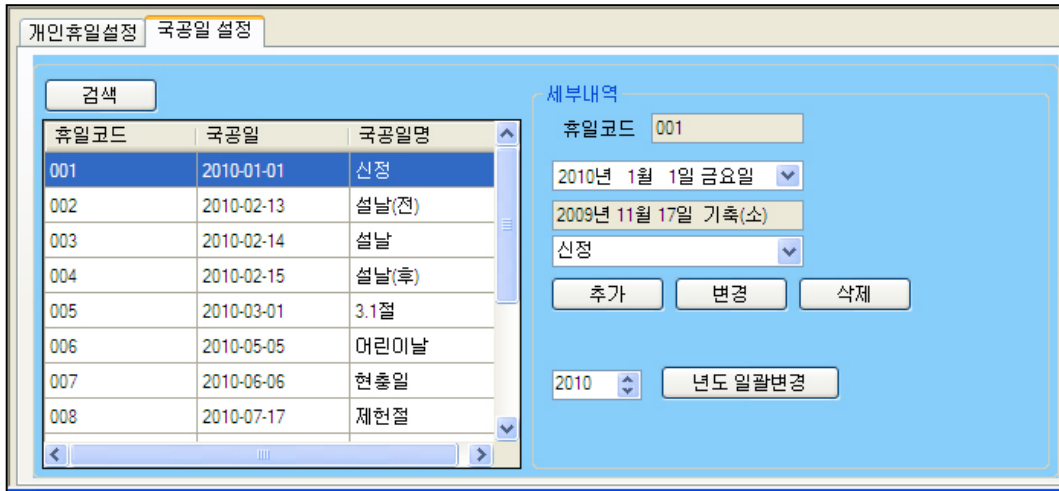 개인휴일설정 국공일 설정
검색
휴일코드 국공일 국공일명
001 2010-01-01 신정
002 2010-02-13 설날(전)
003 2010-02-14 설날
004 2010-02-15 설날(후)
005 2010-03-01 3.1절
006 2010-05-05 어린이날
007 2010-06-06 현충일
008 2010-07-17 제헌절
세부내역
휴일코드 001
2010년 1월 1일 금요일
2009년 11월 17일 기축(소)
신정
추가 변경 삭제
2010 년도 일괄변경